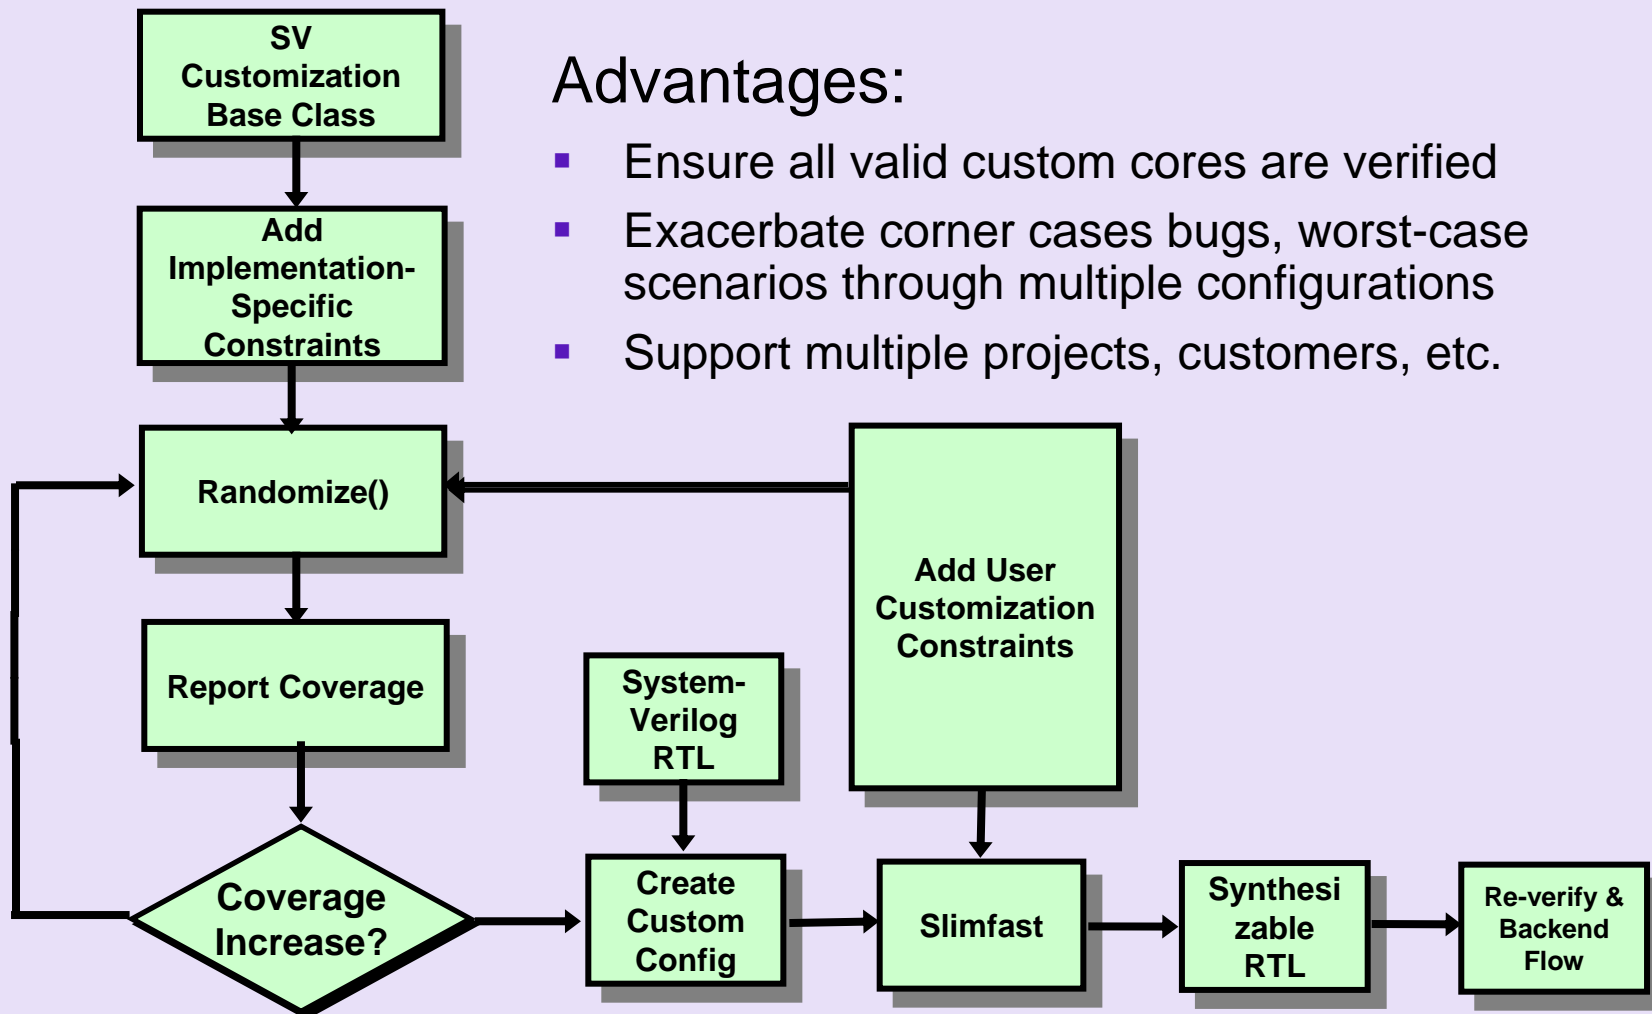 SV
Customization
Base Class
Advantages:
Ensure all valid custom cores are verified
Exacerbate corner cases bugs, worst-case
scenarios through multiple configurations
Support multiple projects, customers, etc.
Add
Implementation-
Specific
Constraints
Randomize()
Add User
Customization
Constraints
Report Coverage
System-
Verilog
RTL
Coverage
Increase?
Create
Custom
Config
Slimfast
Synthesi
zable
RTL
Re-verify &
Backend
Flow